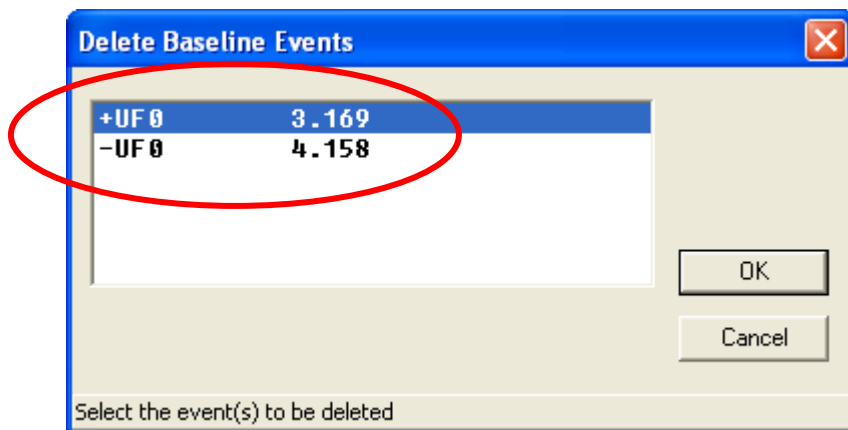 Delete Baseline Events
+UF0 3.169
-UF0 4.158
OK
Cancel
Select the event(s) to be deleted